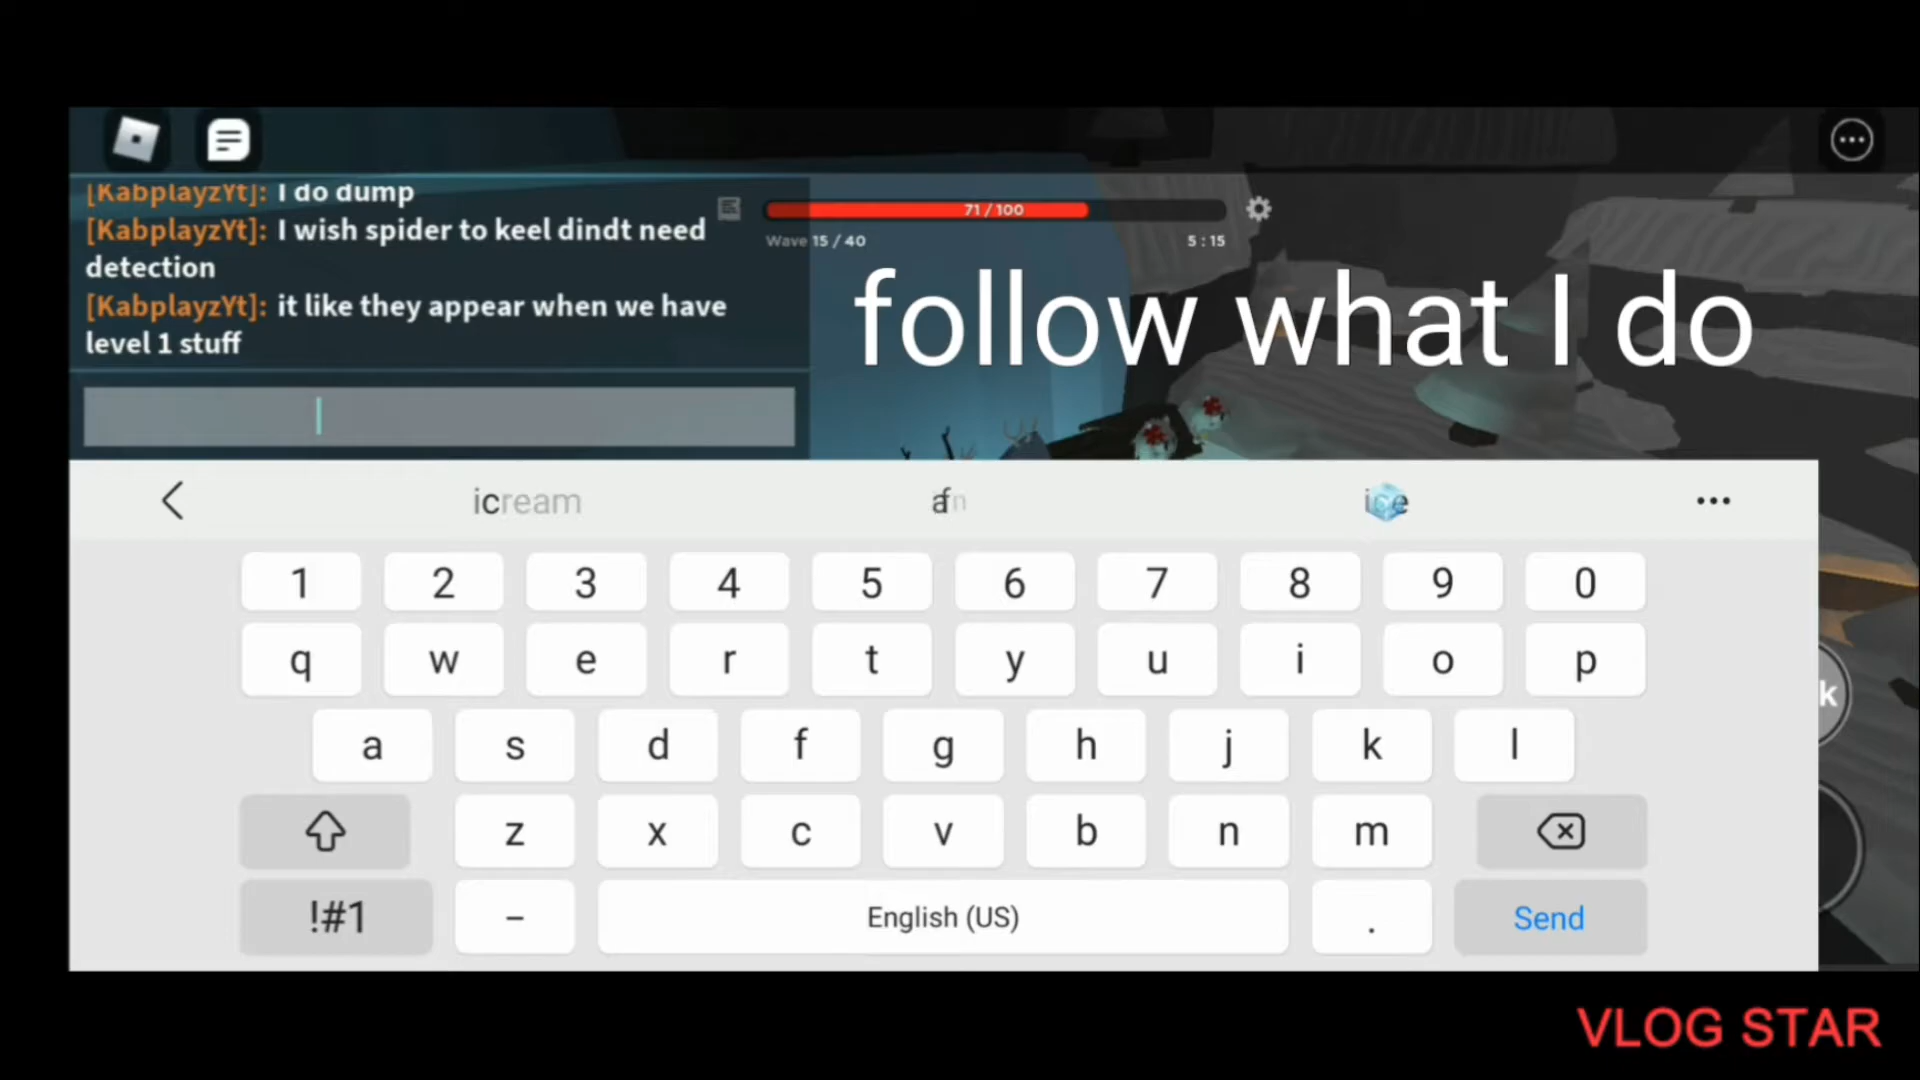 [KabplayzYt]: I do dump
[KabplayzYt]: I wish spider to keel dindt need
detection
[KabplayzYt]: it like they appear when we have
level 1 stuff
71 / 100
Wave 15 / 40
5 : 15
follow what I do
icream
ice
1 2 3 4 5 6 7 8 9 0
q w e r t y u i o p
a s d f g h j k l
z x c v b n m
!#1 – English (US) . Send
k
VLOG STAR